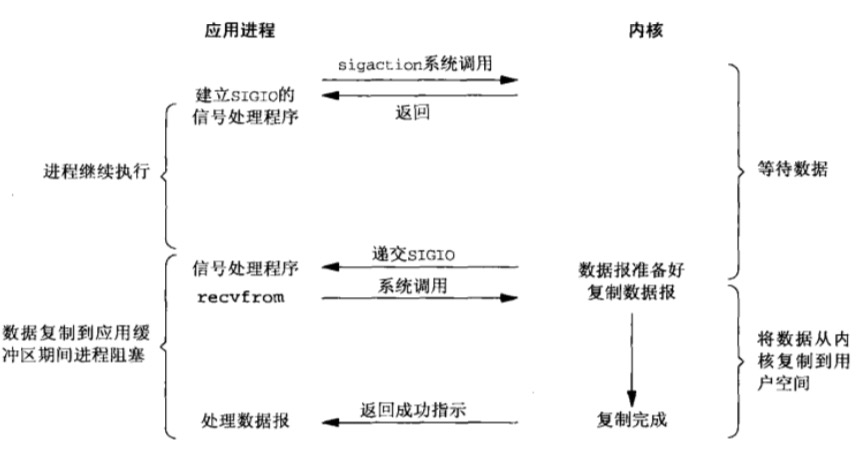 应用进程
内核
sigaction系统调用
建立SIGIO的
信号处理程序
返回
进程继续执行
等待数据
递交SIGIO
信号处理程序
数据报准备好
系统调用
recvfrom
复制数据报
数据复制到应用缓
冲区期间进程阻塞
将数据从内
核复制到用
户空间
返回成功指示
处理数据报
复制完成